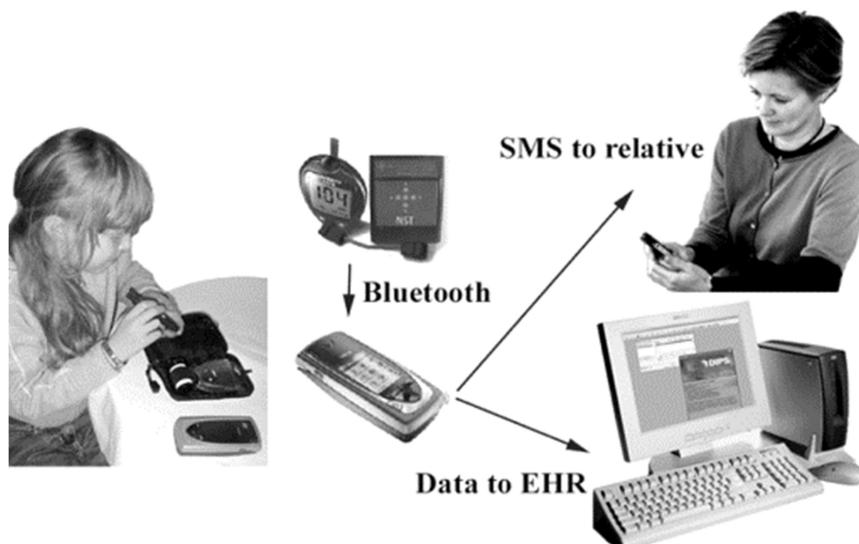 SMS to relative
104
NST
Bluetooth
DIPS
Data to EHR